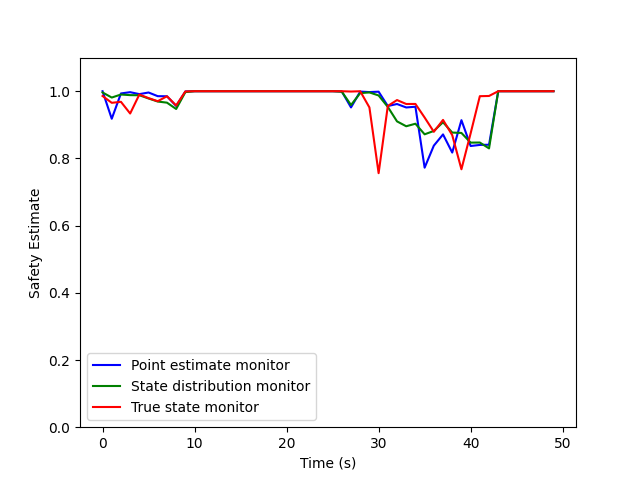 1.0
0.8
0.6
0.4
0.2
0.0
Safety Estimate
Point estimate monitor
State distribution monitor
True state monitor
0 10 20 30 40 50
Time (s)